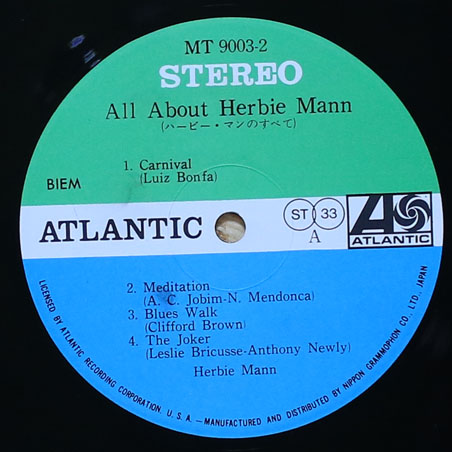 MT 9003-2
STEREO
All About Herbie Mann
(ハービー・マンのすべて)
1. Carnival
(Luiz Bonfa)
BIEM
ATLANTIC
ST 33
A
ATLANTIC
2. Meditation
(A. C. Jobim-N. Mendonca)
3. Blues Walk
(Clifford Brown)
4. The Joker
(Leslie Bricusse-Anthony Newly)
Herbie Mann
LICENSED BY ATLANTIC RECORDING CORPORATION, U. S. A.—MANUFACTURED AND DISTRIBUTED BY NIPPON GRAMMOPHON CO. LTD., JAPAN